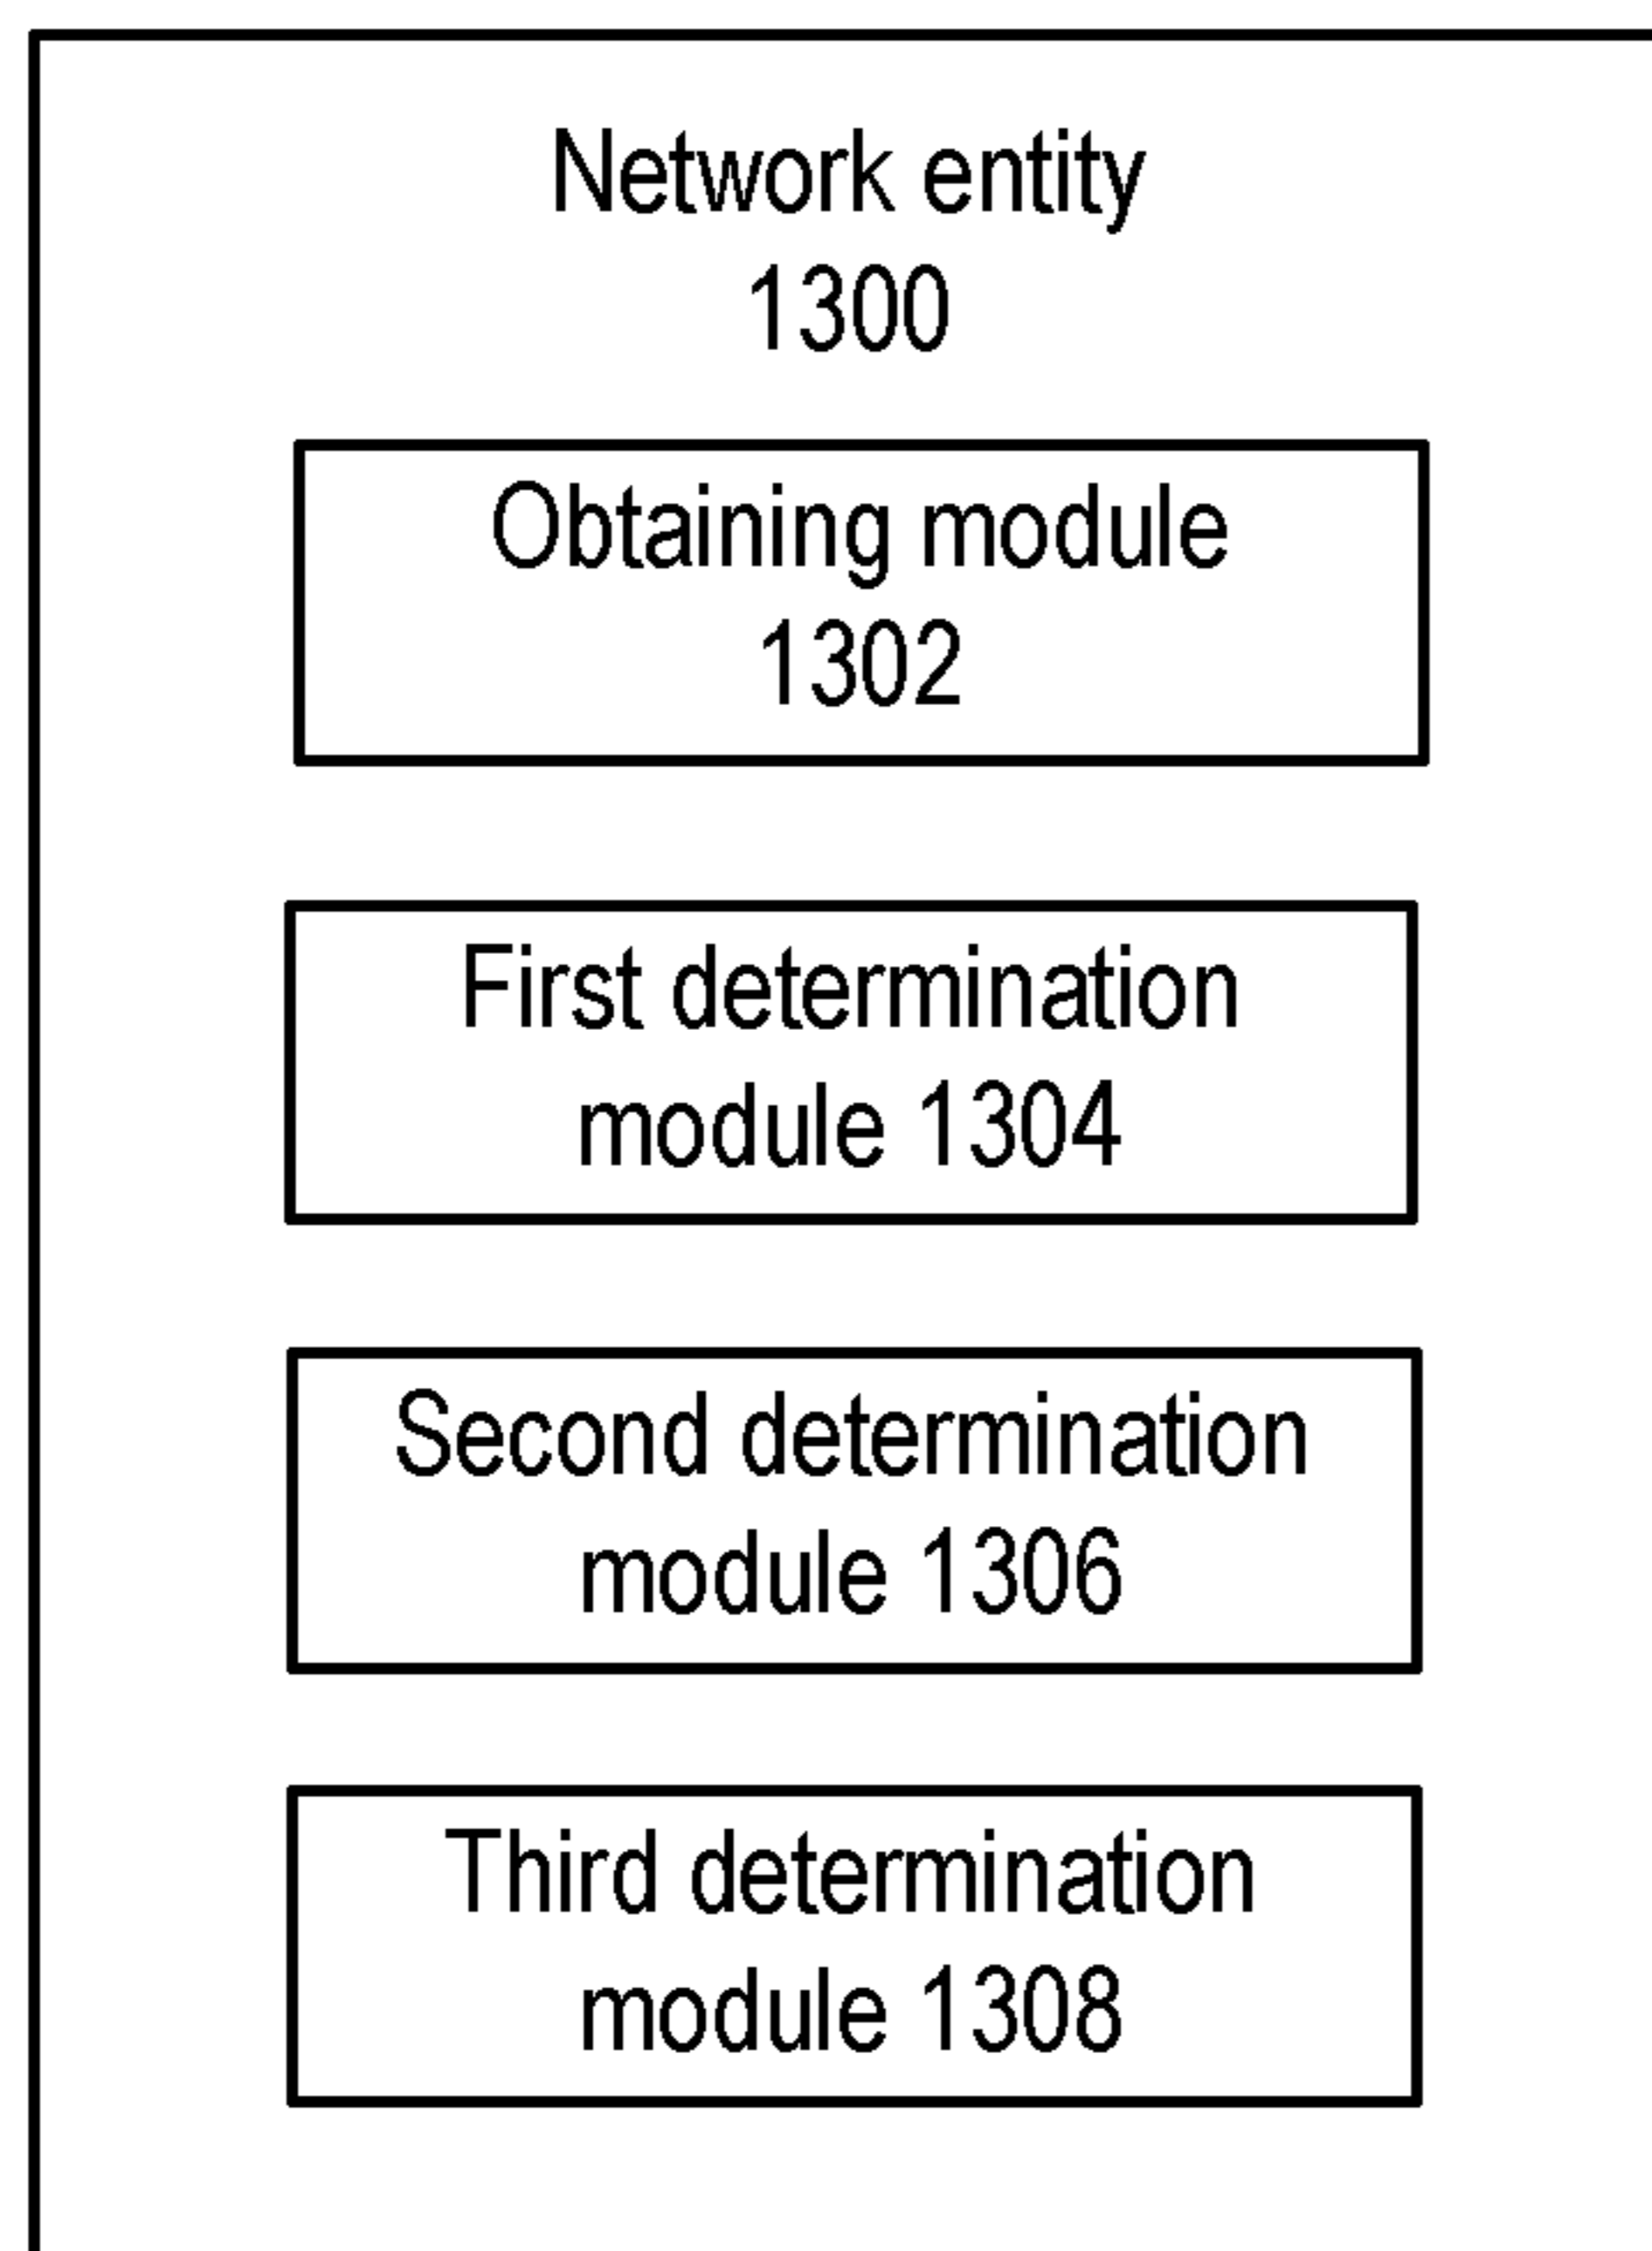 Network entity
1300
Obtaining module
1302
First determination
module 1304
Second determination
module 1306
Third determination
module 1308